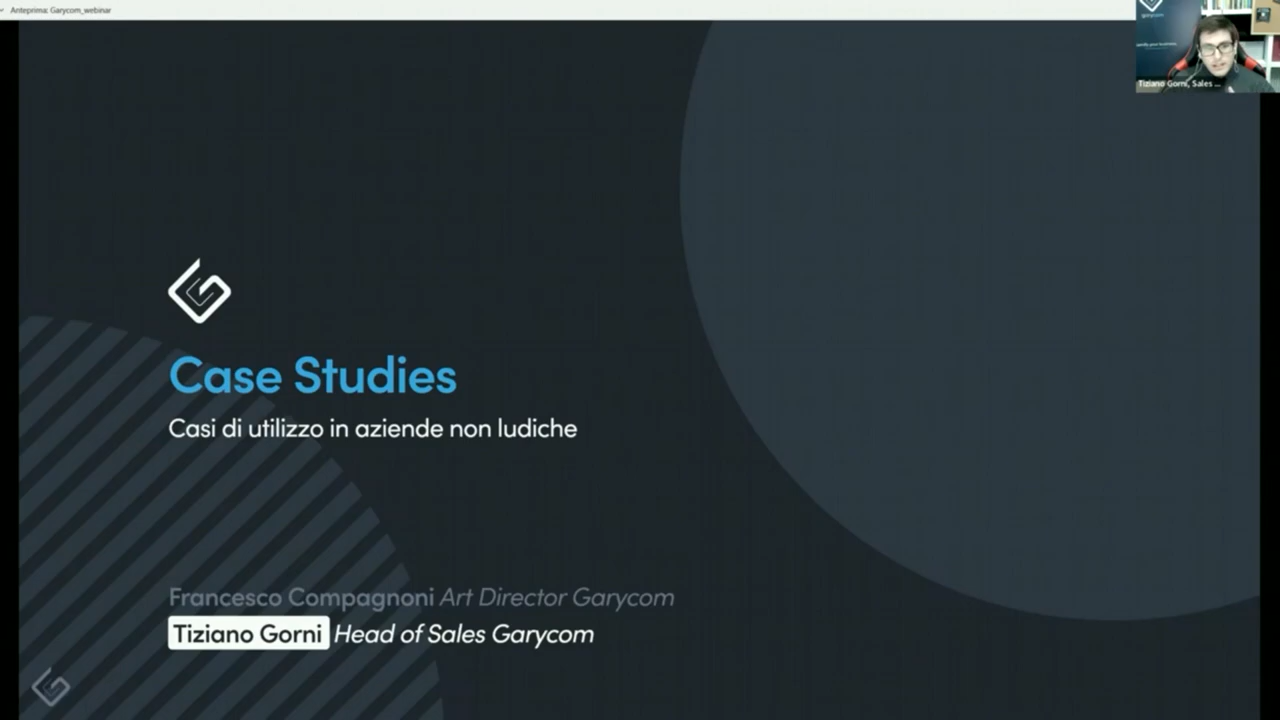 Anteprima: Garycom_webinar
garycom
Tiziano Gorni, Sales ...
Case Studies
Casi di utilizzo in aziende non ludiche
Francesco Compagnoni Art Director Garycom
Tiziano Gorni Head of Sales Garycom